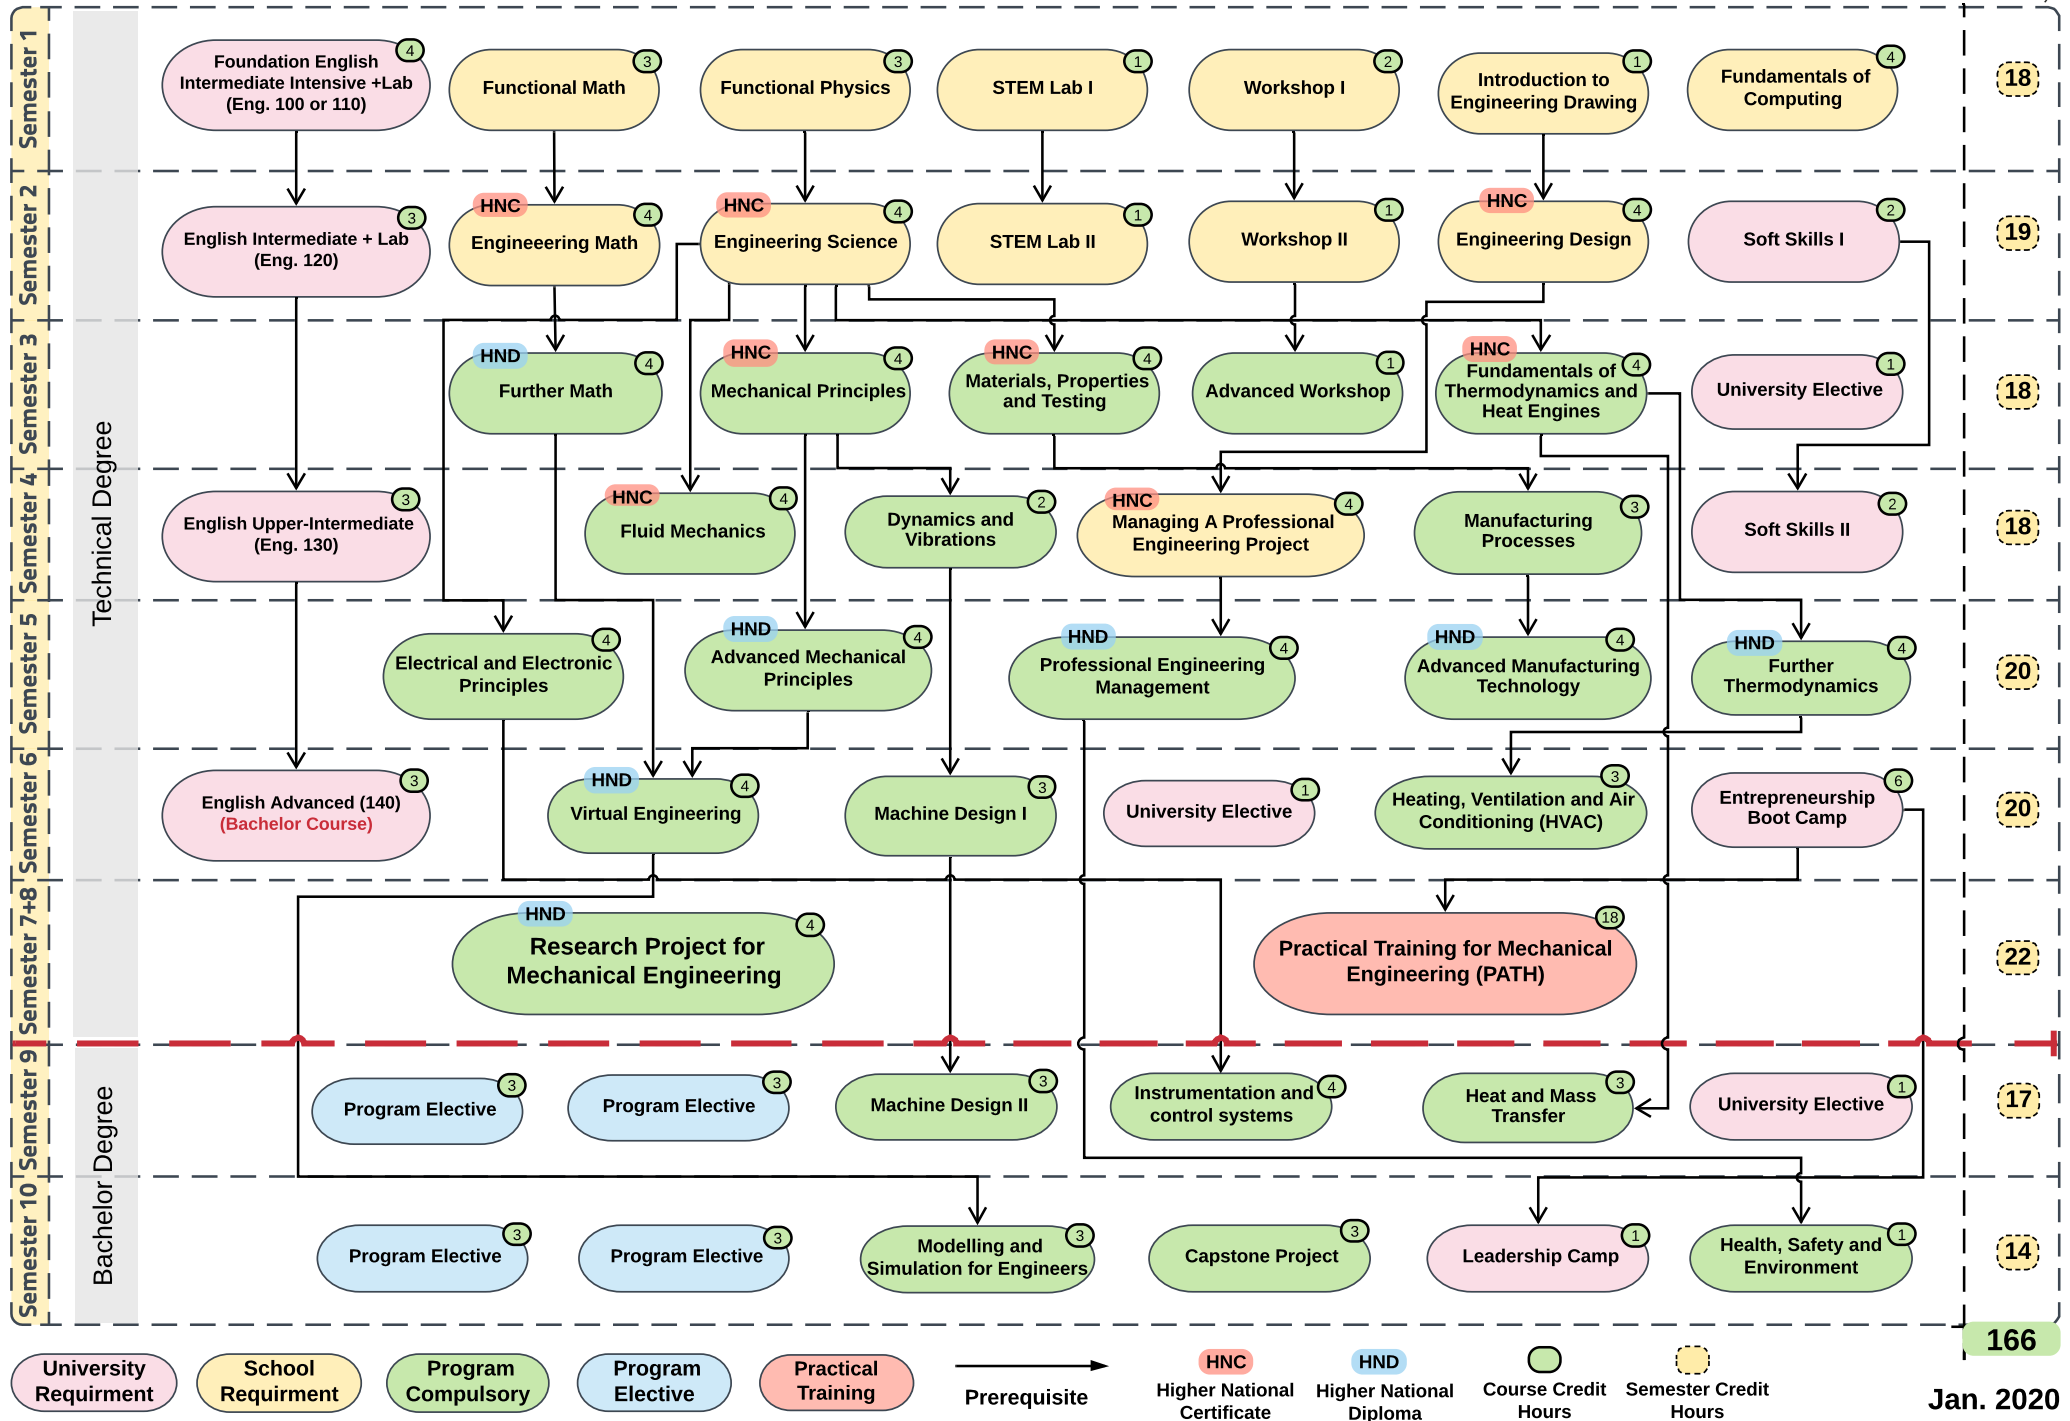 Semester 1
Foundation English
Intermediate Intensive +Lab
(Eng. 100 or 110)
4
Functional Math
3
Functional Physics
3
STEM Lab I
1
Workshop I
2
Introduction to
Engineering Drawing
1
Fundamentals of
Computing
4
18
Semester 2
English Intermediate + Lab
(Eng. 120)
3
HNC
Engineeering Math
4
HNC
Engineering Science
4
STEM Lab II
1
Workshop II
1
HNC
Engineering Design
4
Soft Skills I
2
19
Technical Degree
Semester 3
HND
Further Math
4
HNC
Mechanical Principles
4
HNC
Materials, Properties
and Testing
4
Advanced Workshop
1
HNC
Fundamentals of
Thermodynamics and
Heat Engines
4
University Elective
1
18
Semester 4
English Upper-Intermediate
(Eng. 130)
3
HNC
Fluid Mechanics
4
Dynamics and
Vibrations
2
HNC
Managing A Professional
Engineering Project
4
Manufacturing
Processes
3
Soft Skills II
2
18
Semester 5
Electrical and Electronic
Principles
4
HND
Advanced Mechanical
Principles
4
HND
Professional Engineering
Management
4
HND
Advanced Manufacturing
Technology
4
HND
Further
Thermodynamics
4
20
Semester 6
English Advanced (140)
(Bachelor Course)
3
HND
Virtual Engineering
4
Machine Design I
3
University Elective
1
Heating, Ventilation and Air
Conditioning (HVAC)
3
Entrepreneurship
Boot Camp
6
20
Semester 7+8
HND
Research Project for
Mechanical Engineering
4
Practical Training for Mechanical
Engineering (PATH)
18
22
Bachelor Degree
Semester 9
Program Elective
3
Program Elective
3
Machine Design II
3
Instrumentation and
control systems
4
Heat and Mass
Transfer
3
University Elective
1
17
Semester 10
Program Elective
3
Program Elective
3
Modelling and
Simulation for Engineers
3
Capstone Project
3
Leadership Camp
1
Health, Safety and
Environment
1
14
166
University
Requirment
School
Requirment
Program
Compulsory
Program
Elective
Practical
Training
Prerequisite
HNC
Higher National
Certificate
HND
Higher National
Diploma
Course Credit
Hours
Semester Credit
Hours
Jan. 2020